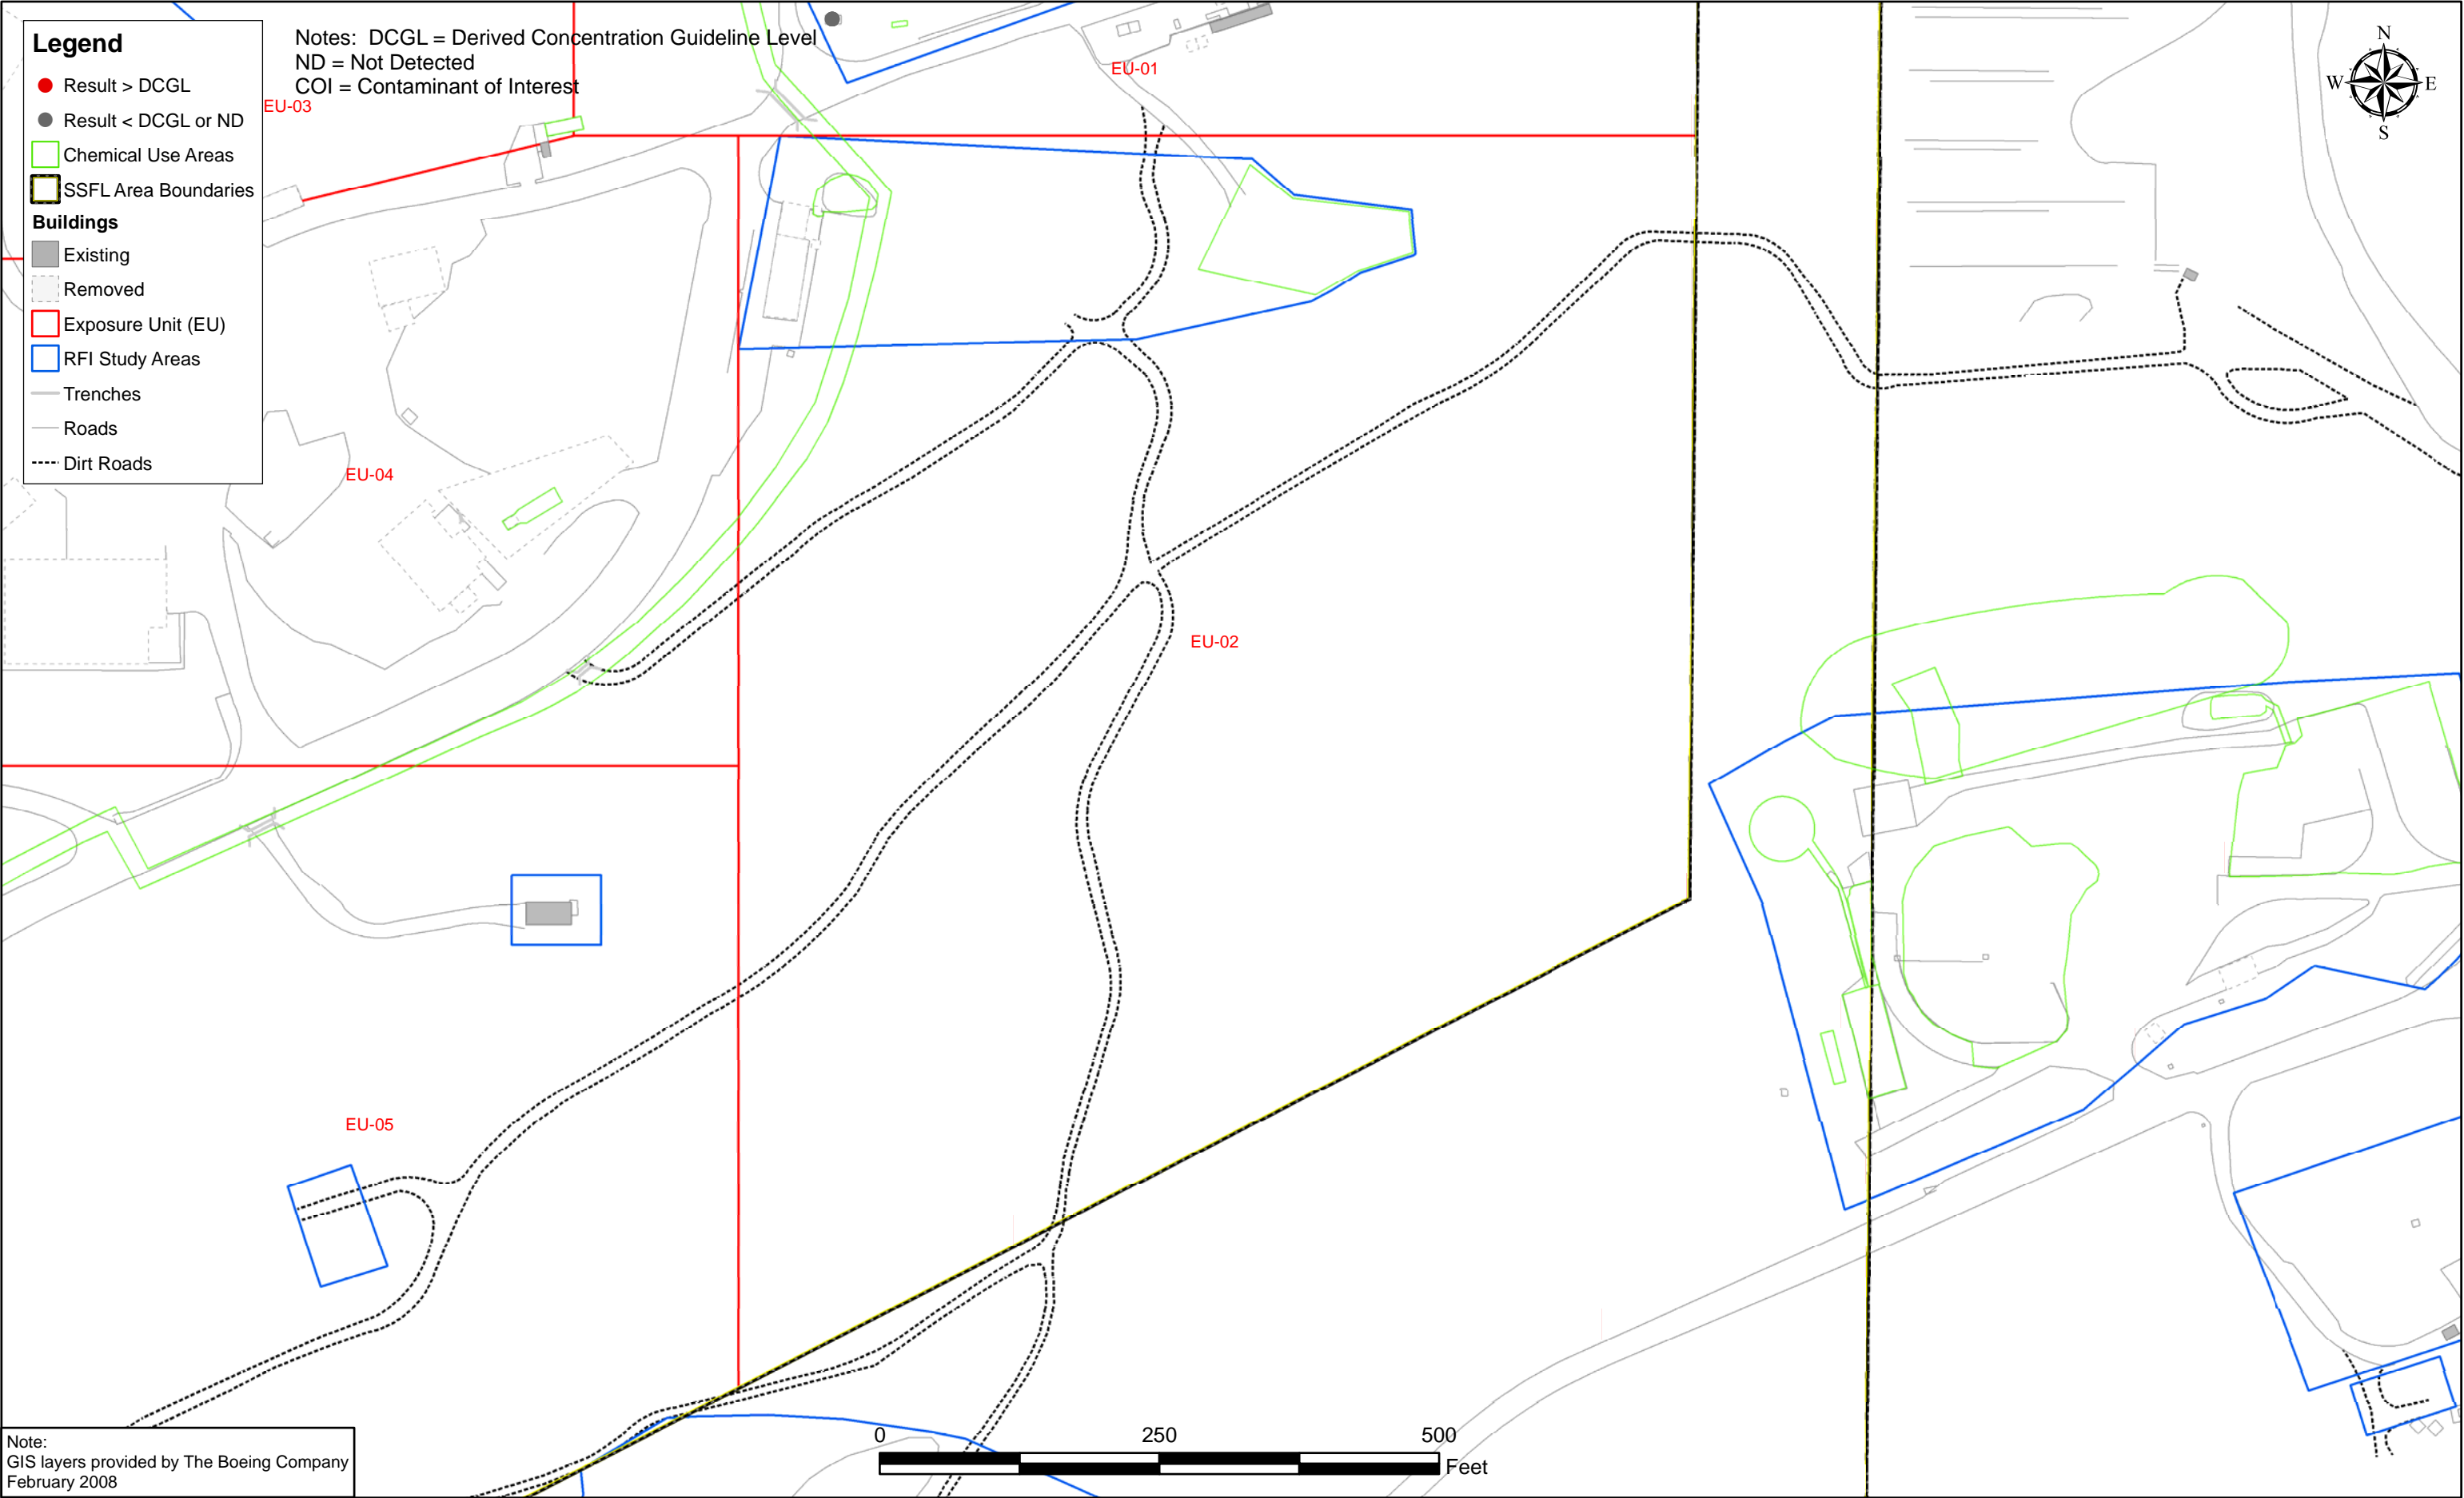 Legend
Result > DCGL
Result < DCGL or ND
Chemical Use Areas
SSFL Area Boundaries
Buildings
Existing
Removed
Exposure Unit (EU)
RFI Study Areas
Trenches
Roads
Dirt Roads
Notes: DCGL = Derived Concentration Guideline Level
ND = Not Detected
COI = Contaminant of Interest
EU-01
EU-03
N
W E
S
EU-04
EU-02
EU-05
0 250 500
Feet
Note:
GIS layers provided by The Boeing Company
February 2008